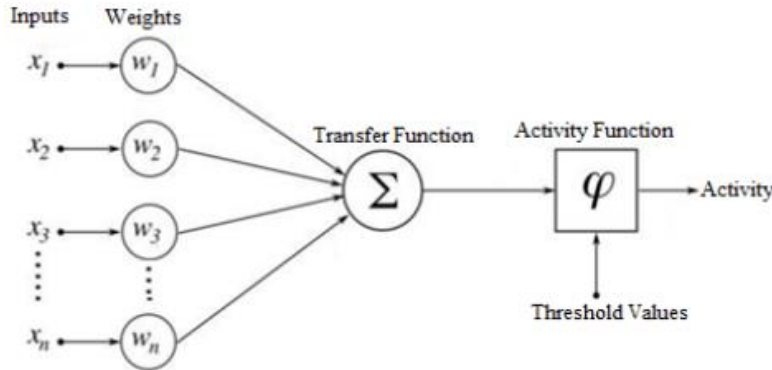 Inputs Weights
x1 w1
Transfer Function Activity Function
x2 w2
Σ φ Activity
x3 w3
Threshold Values
xn wn